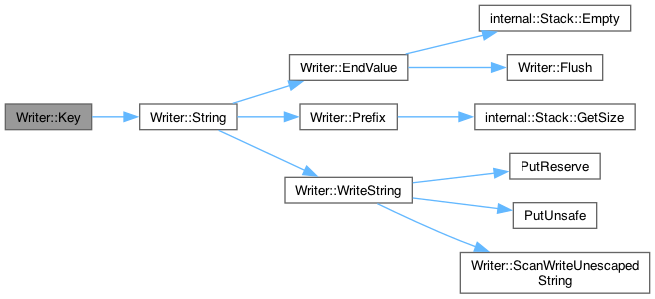 internal::Stack::Empty
Writer::EndValue
Writer::Flush
Writer::Key
Writer::String
Writer::Prefix
internal::Stack::GetSize
PutReserve
Writer::WriteString
PutUnsafe
Writer::ScanWriteUnescaped
String